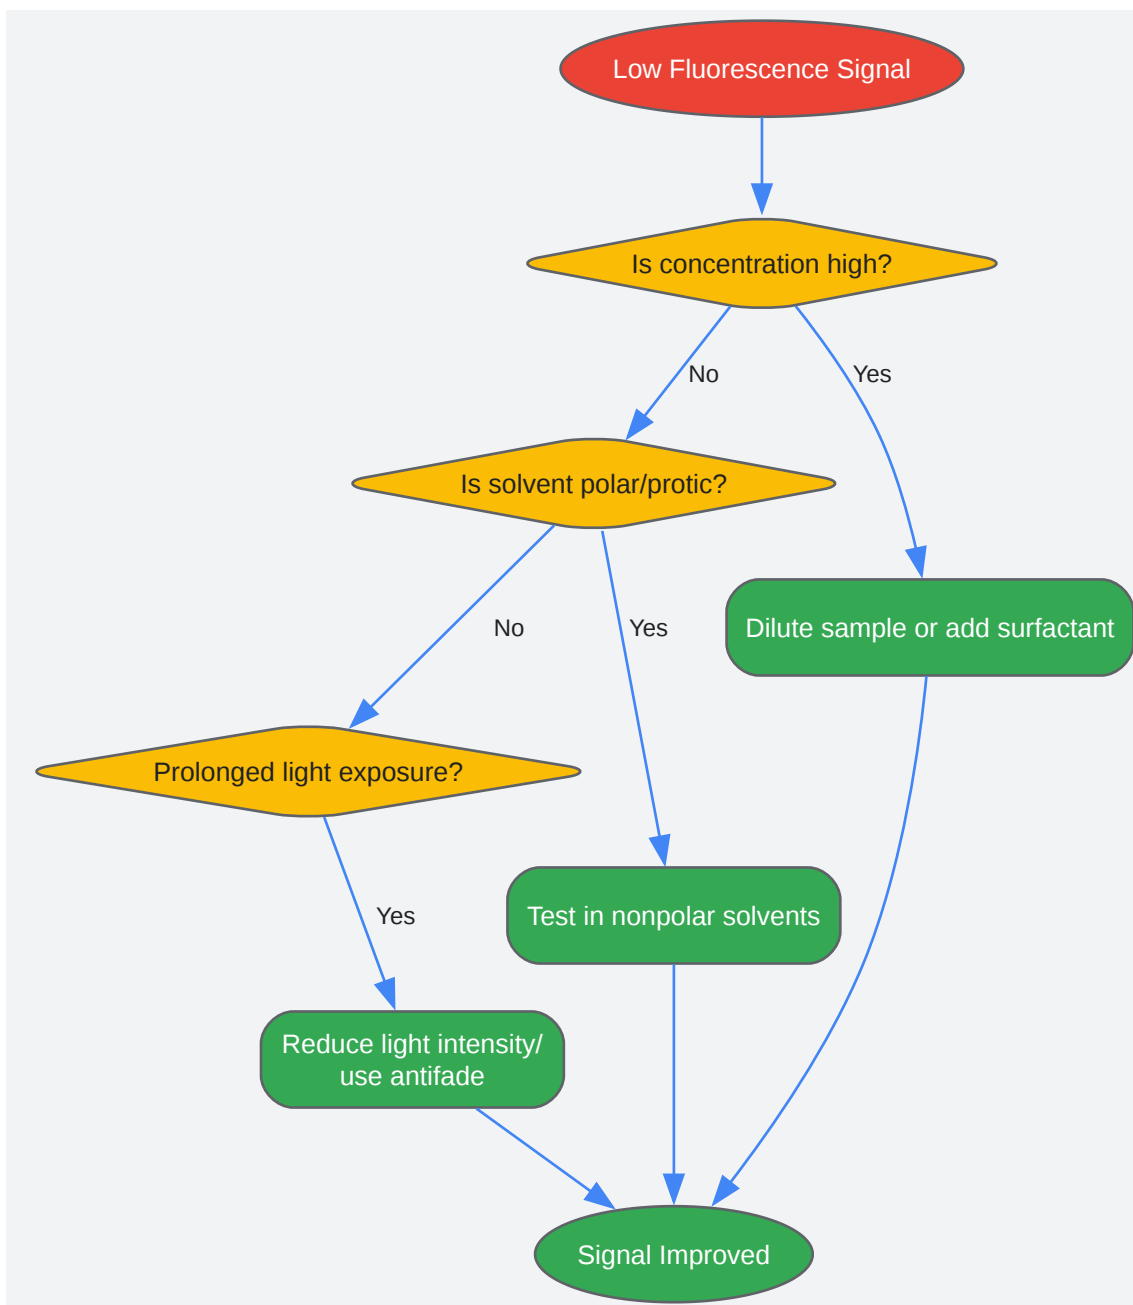 Low Fluorescence Signal
Is concentration high?
No
Yes
Is solvent polar/protic?
No
Yes
Dilute sample or add surfactant
Prolonged light exposure?
Yes
Test in nonpolar solvents
Reduce light intensity/
use antifade
Signal Improved